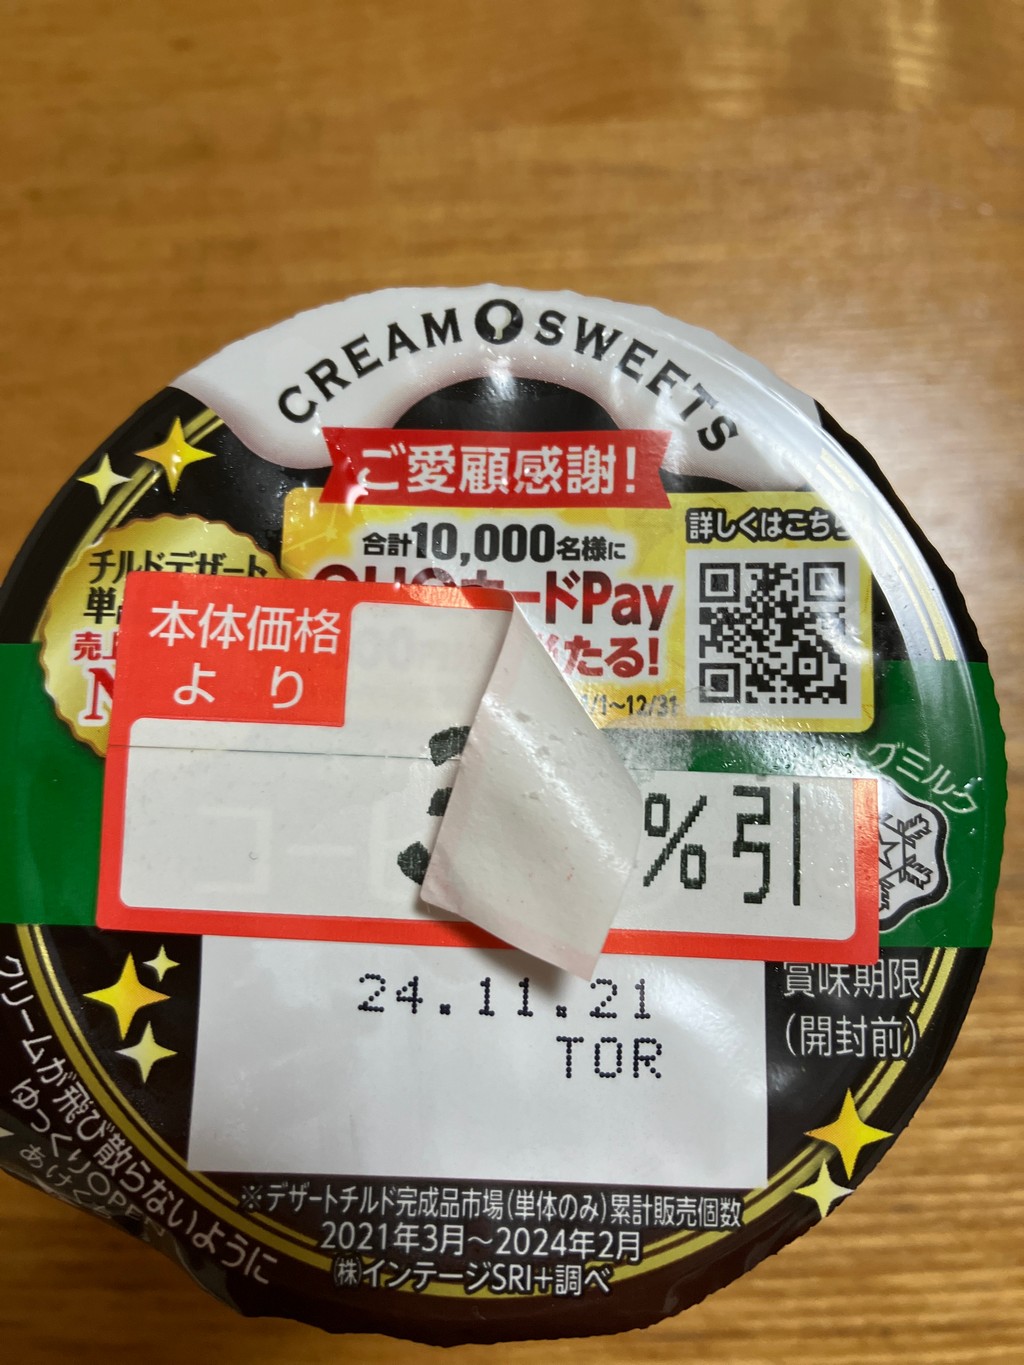 CREAM SWEETS
ご愛顧感謝!
合計10,000名様に
詳しくはこちら
カードPay
たる!
/1~12/31
チルドデザート
売上
本体価格
より
%引
グミルク
24.11.21
TOR
賞味期限
(開封前)
クリームが飛び散らないように
ゆっくりOPEN
※デザートチルド完成品市場(単体のみ)累計販売個数
2021年3月~2024年2月
㈱インテージSRI+調べ